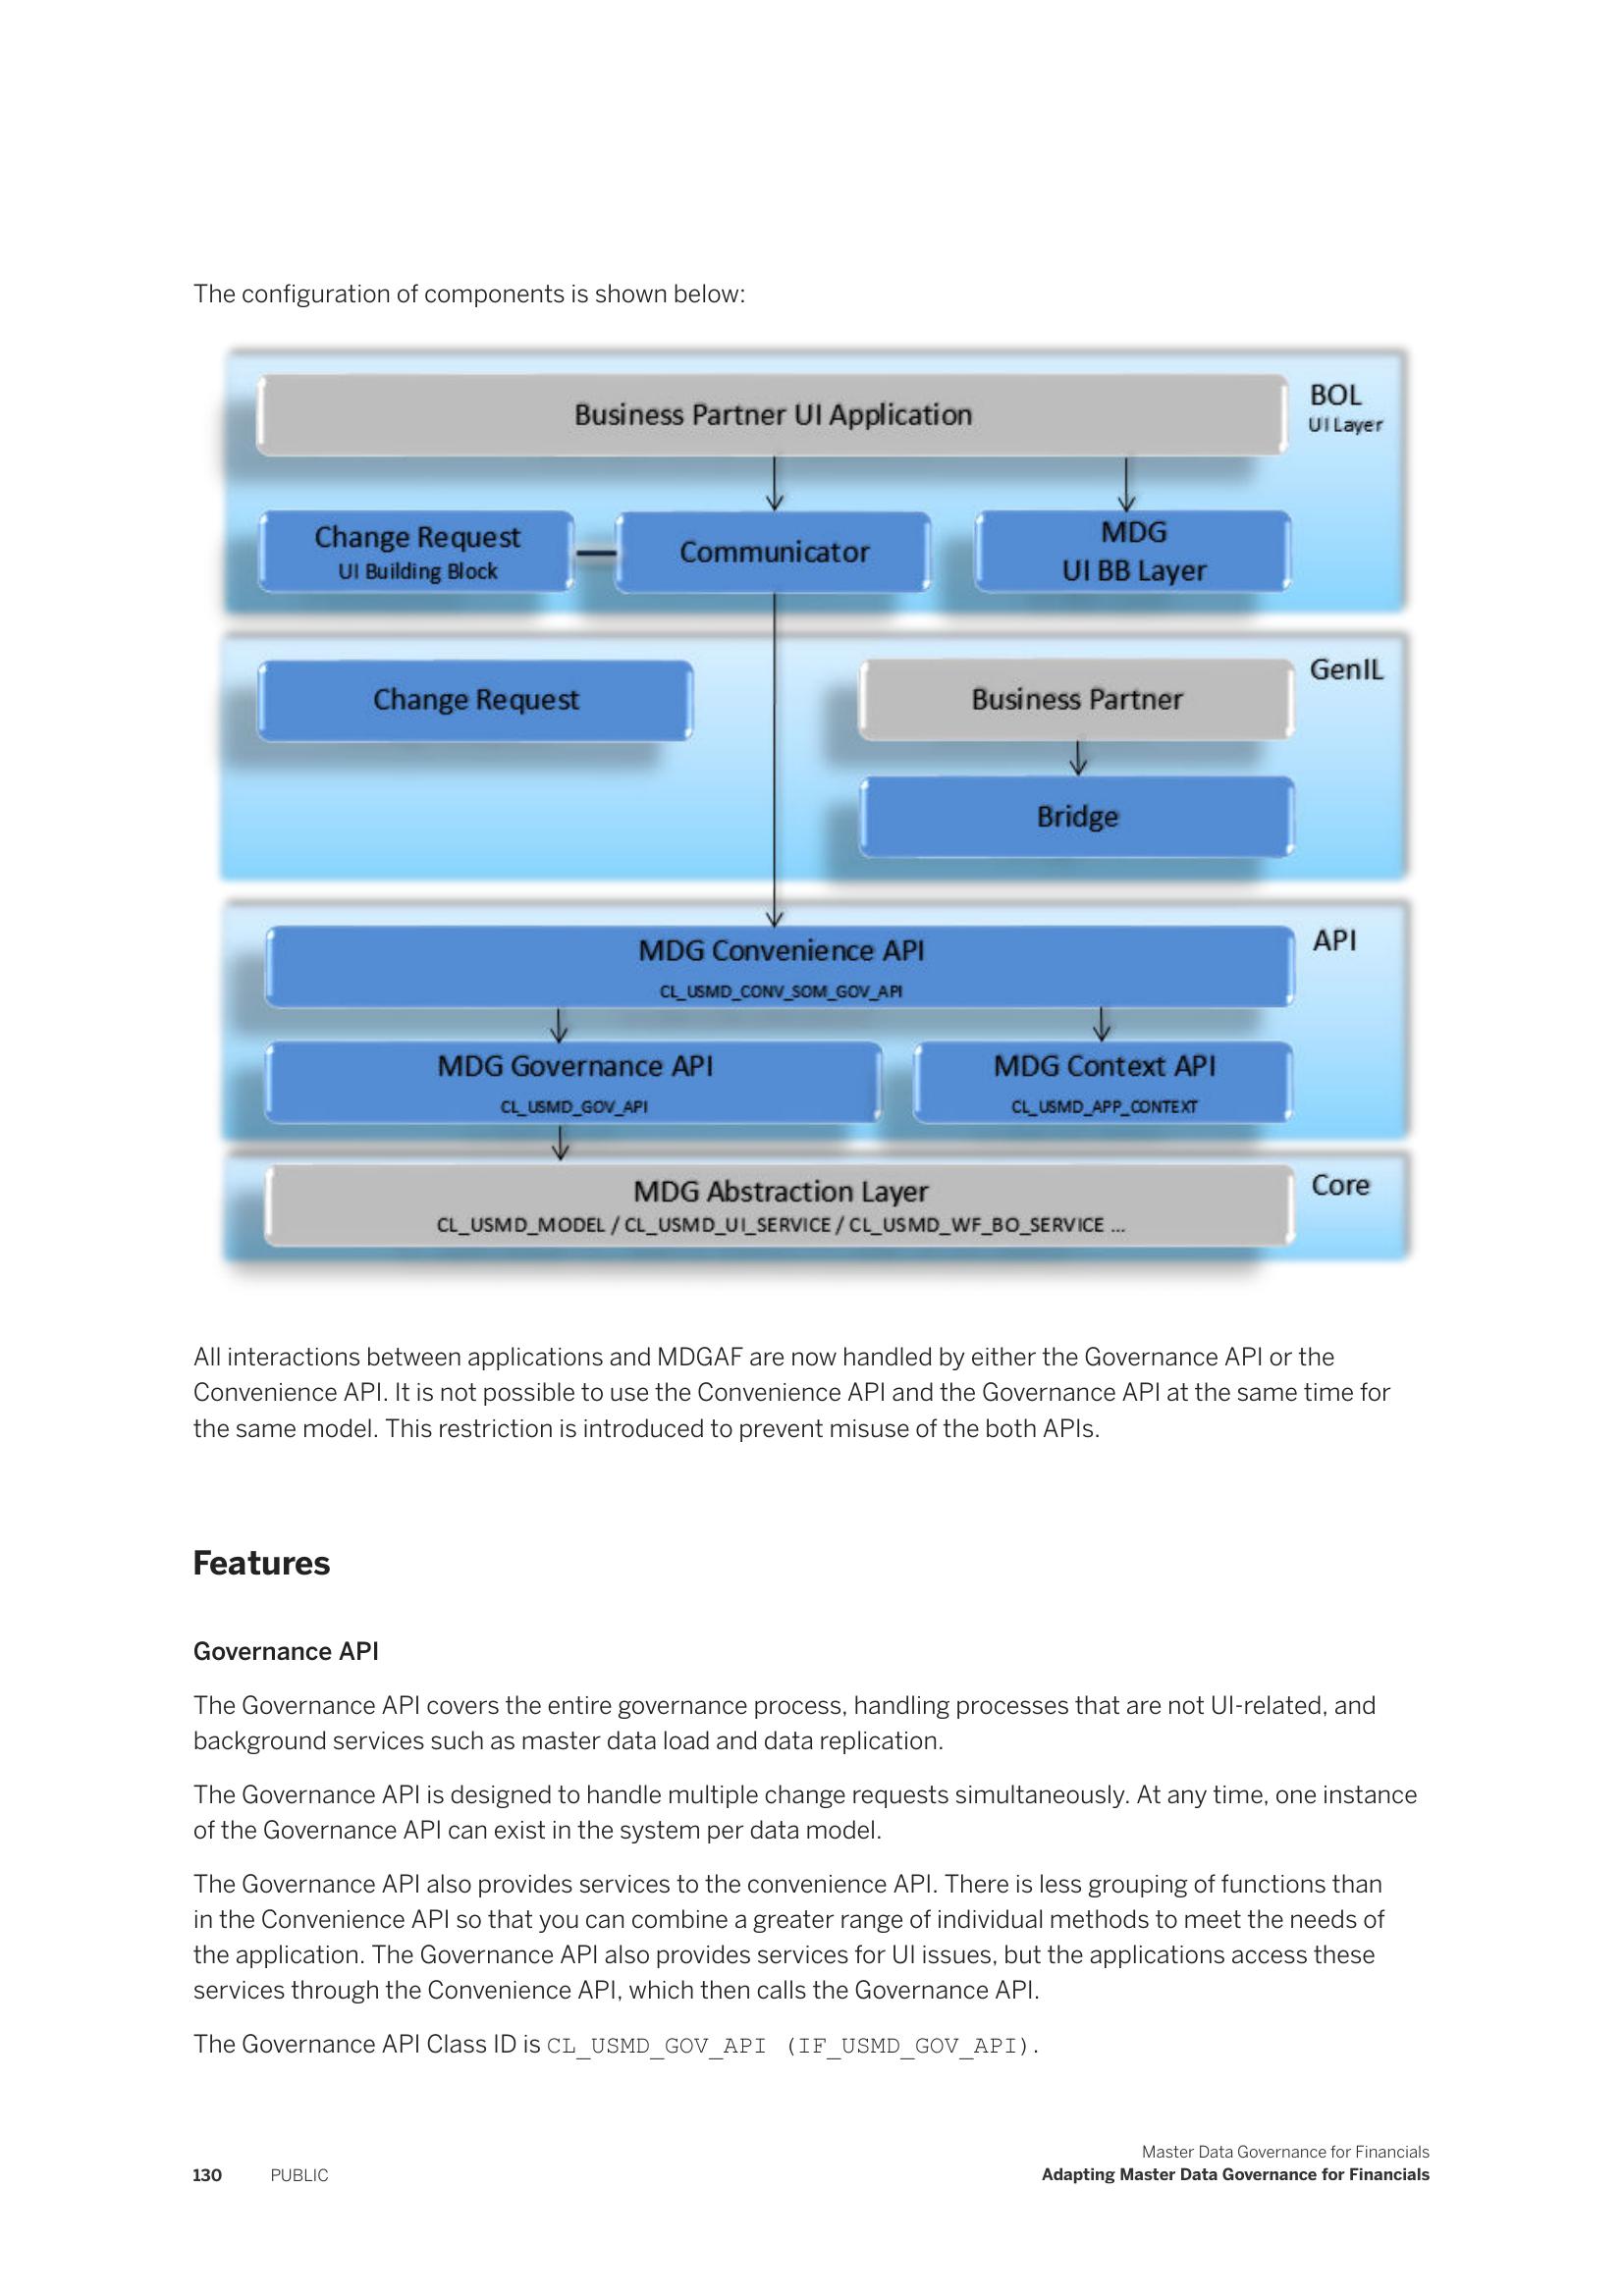 The configuration of components is shown below:
Business Partner UI Application
BOL
UI Layer
Change Request
UI Building Block
Communicator
MDG
UI BB Layer
GenIL
Change Request
Business Partner
Bridge
API
MDG Convenience API
CL_USMD_CONV_SOM_GOV_API
MDG Governance API
CL_USMD_GOV_API
MDG Context API
CL_USMD_APP_CONTEXT
Core
MDG Abstraction Layer
CL_USMD_MODEL / CL_USMD_UI_SERVICE / CL_USMD_WF_BO_SERVICE ...
All interactions between applications and MDGAF are now handled by either the Governance API or the
Convenience API. It is not possible to use the Convenience API and the Governance API at the same time for
the same model. This restriction is introduced to prevent misuse of the both APIs.
Features
Governance API
The Governance API covers the entire governance process, handling processes that are not UI-related, and
background services such as master data load and data replication.
The Governance API is designed to handle multiple change requests simultaneously. At any time, one instance
of the Governance API can exist in the system per data model.
The Governance API also provides services to the convenience API. There is less grouping of functions than
in the Convenience API so that you can combine a greater range of individual methods to meet the needs of
the application. The Governance API also provides services for UI issues, but the applications access these
services through the Convenience API, which then calls the Governance API.
The Governance API Class ID is CL_USMD_GOV_API (IF_USMD_GOV_API).
Master Data Governance for Financials
130 PUBLIC Adapting Master Data Governance for Financials